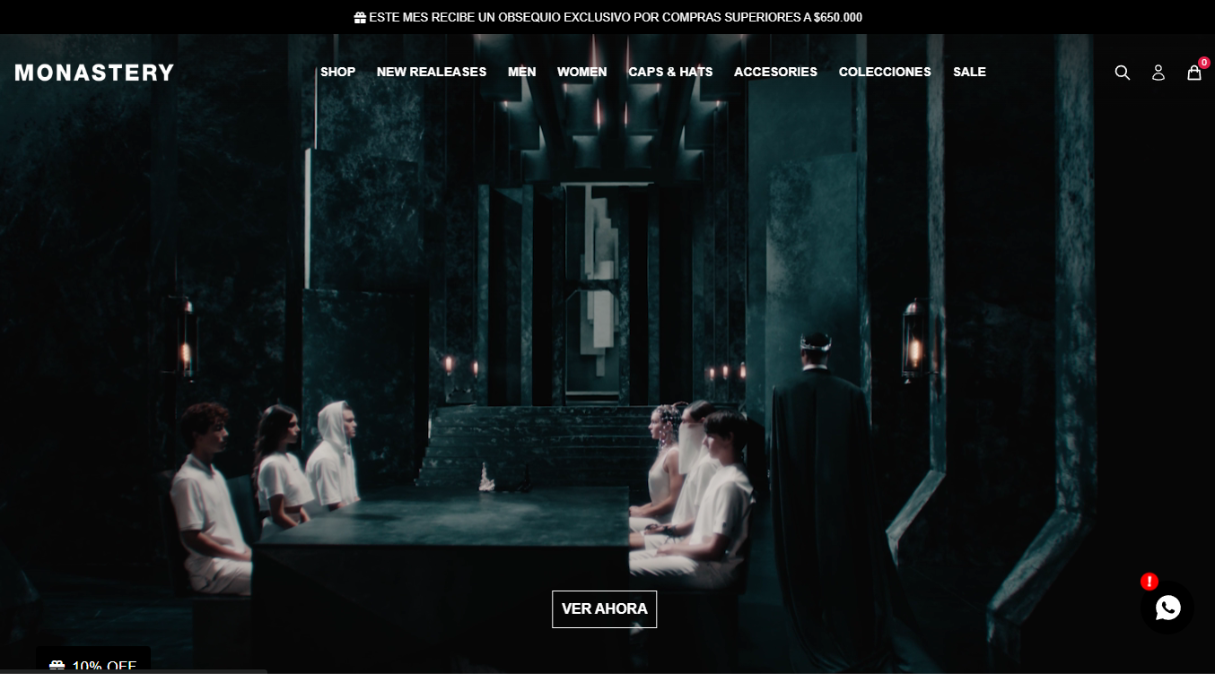 ESTE MES RECIBE UN OBSEQUIO EXCLUSIVO POR COMPRAS SUPERIORES A $650.000
MONASTERY
SHOP NEW REALEASES MEN WOMEN CAPS & HATS ACCESORIES COLECCIONES SALE
0
VER AHORA
!
10% OFF